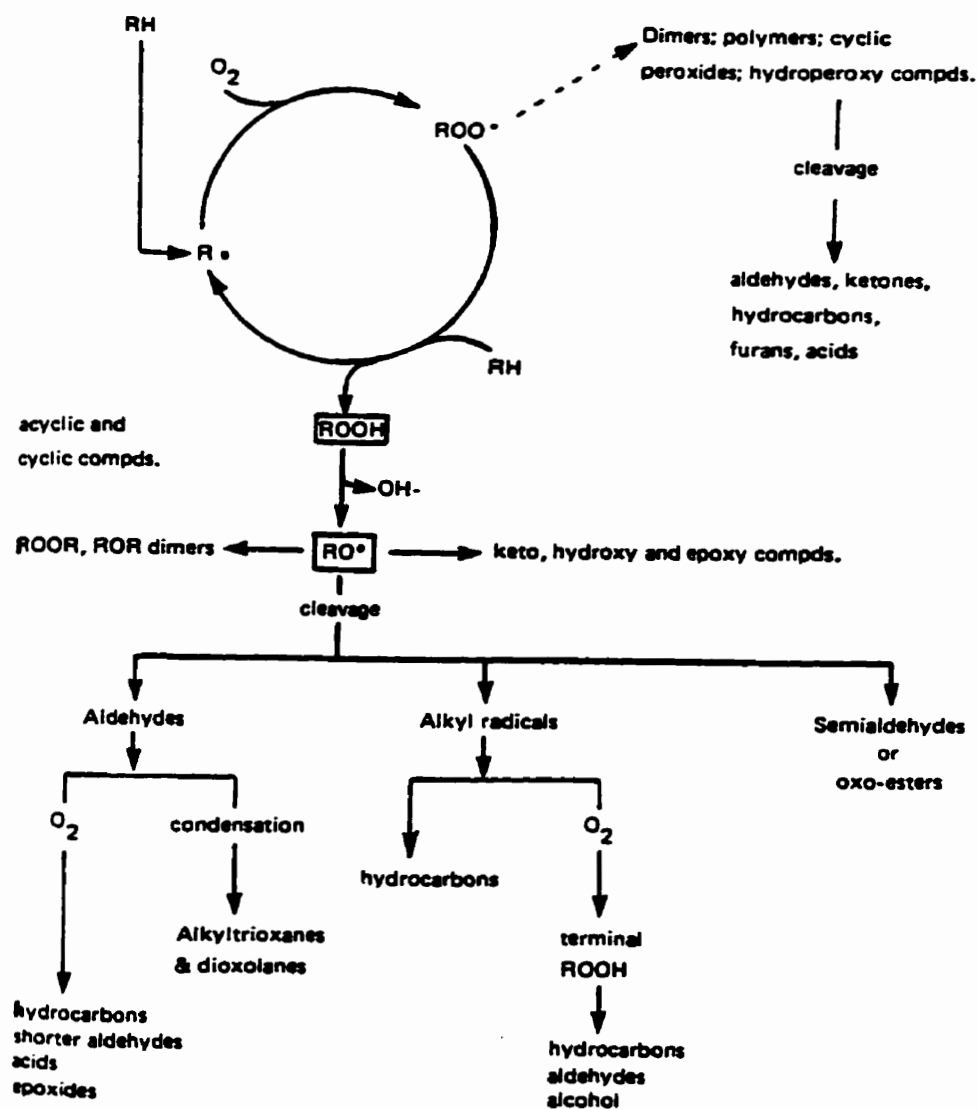 RH
O2
Dimers; polymers; cyclic
peroxides; hydroperoxy compds.
ROO•
cleavage
R•
aldehydes, ketones,
hydrocarbons,
furans, acids
RH
acyclic and
cyclic compds.
ROOH
OH-
ROOR, ROR dimers
RO•
keto, hydroxy and epoxy compds.
cleavage
Aldehydes
Alkyl radicals
Semialdehydes
or
oxo-esters
O2
condensation
O2
hydrocarbons
Alkyltrioxanes
& dioxolanes
terminal
ROOH
hydrocarbons
shorter aldehydes
acids
epoxides
hydrocarbons
aldehydes
alcohol